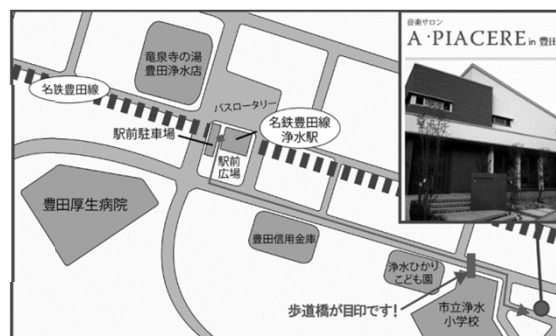 音楽サロン
A・PIACERE in 豊田
竜泉寺の湯
豊田浄水店
名鉄豊田線
バスロータリー
名鉄豊田線
浄水駅
駅前駐車場
駅前
広場
豊田厚生病院
豊田信用金庫
浄水ひかり
こども園
歩道橋が目印です!
市立浄水
小学校